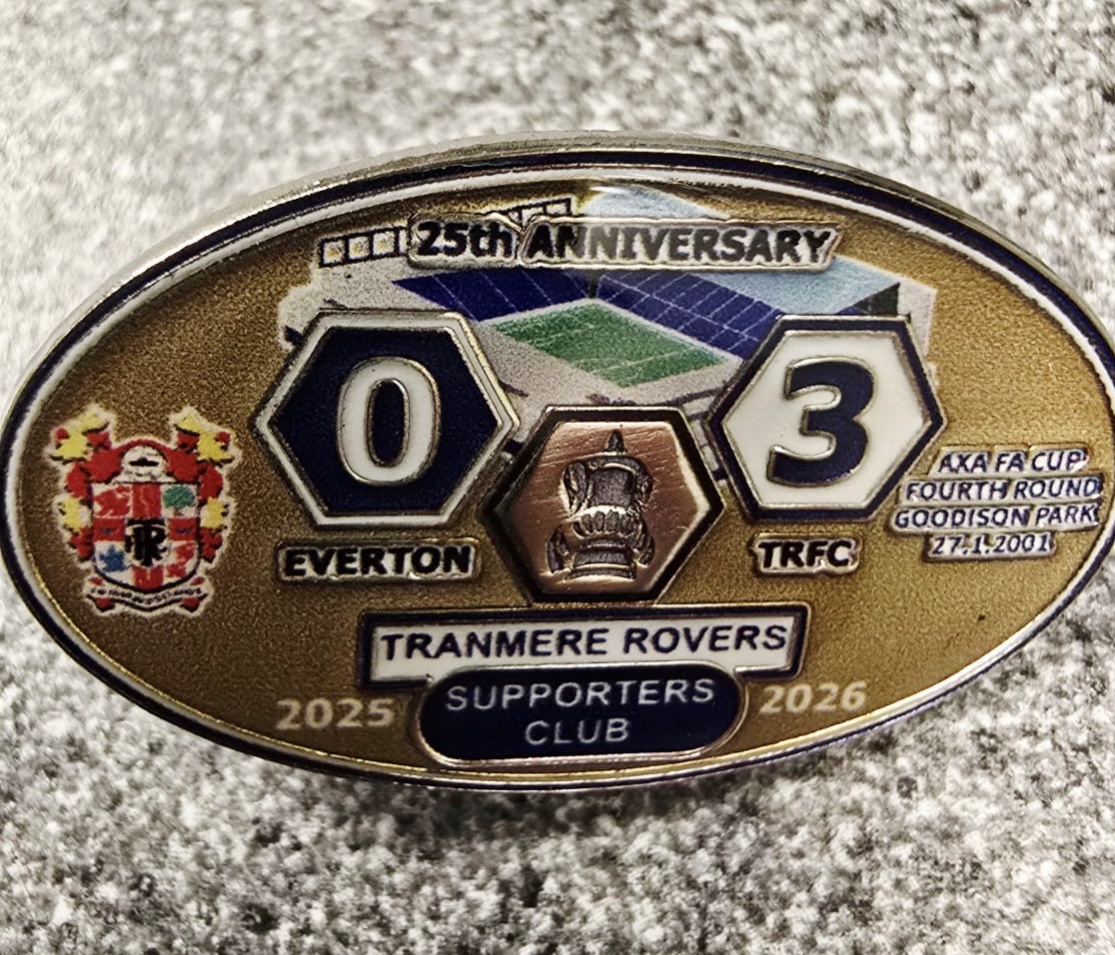 25th ANNIVERSARY
0
3
EVERTON
TRFC
AXA FA CUP
FOURTH ROUND
GOODISON PARK
27.1.2001
TRANMERE ROVERS
SUPPORTERS
CLUB
2025
2026